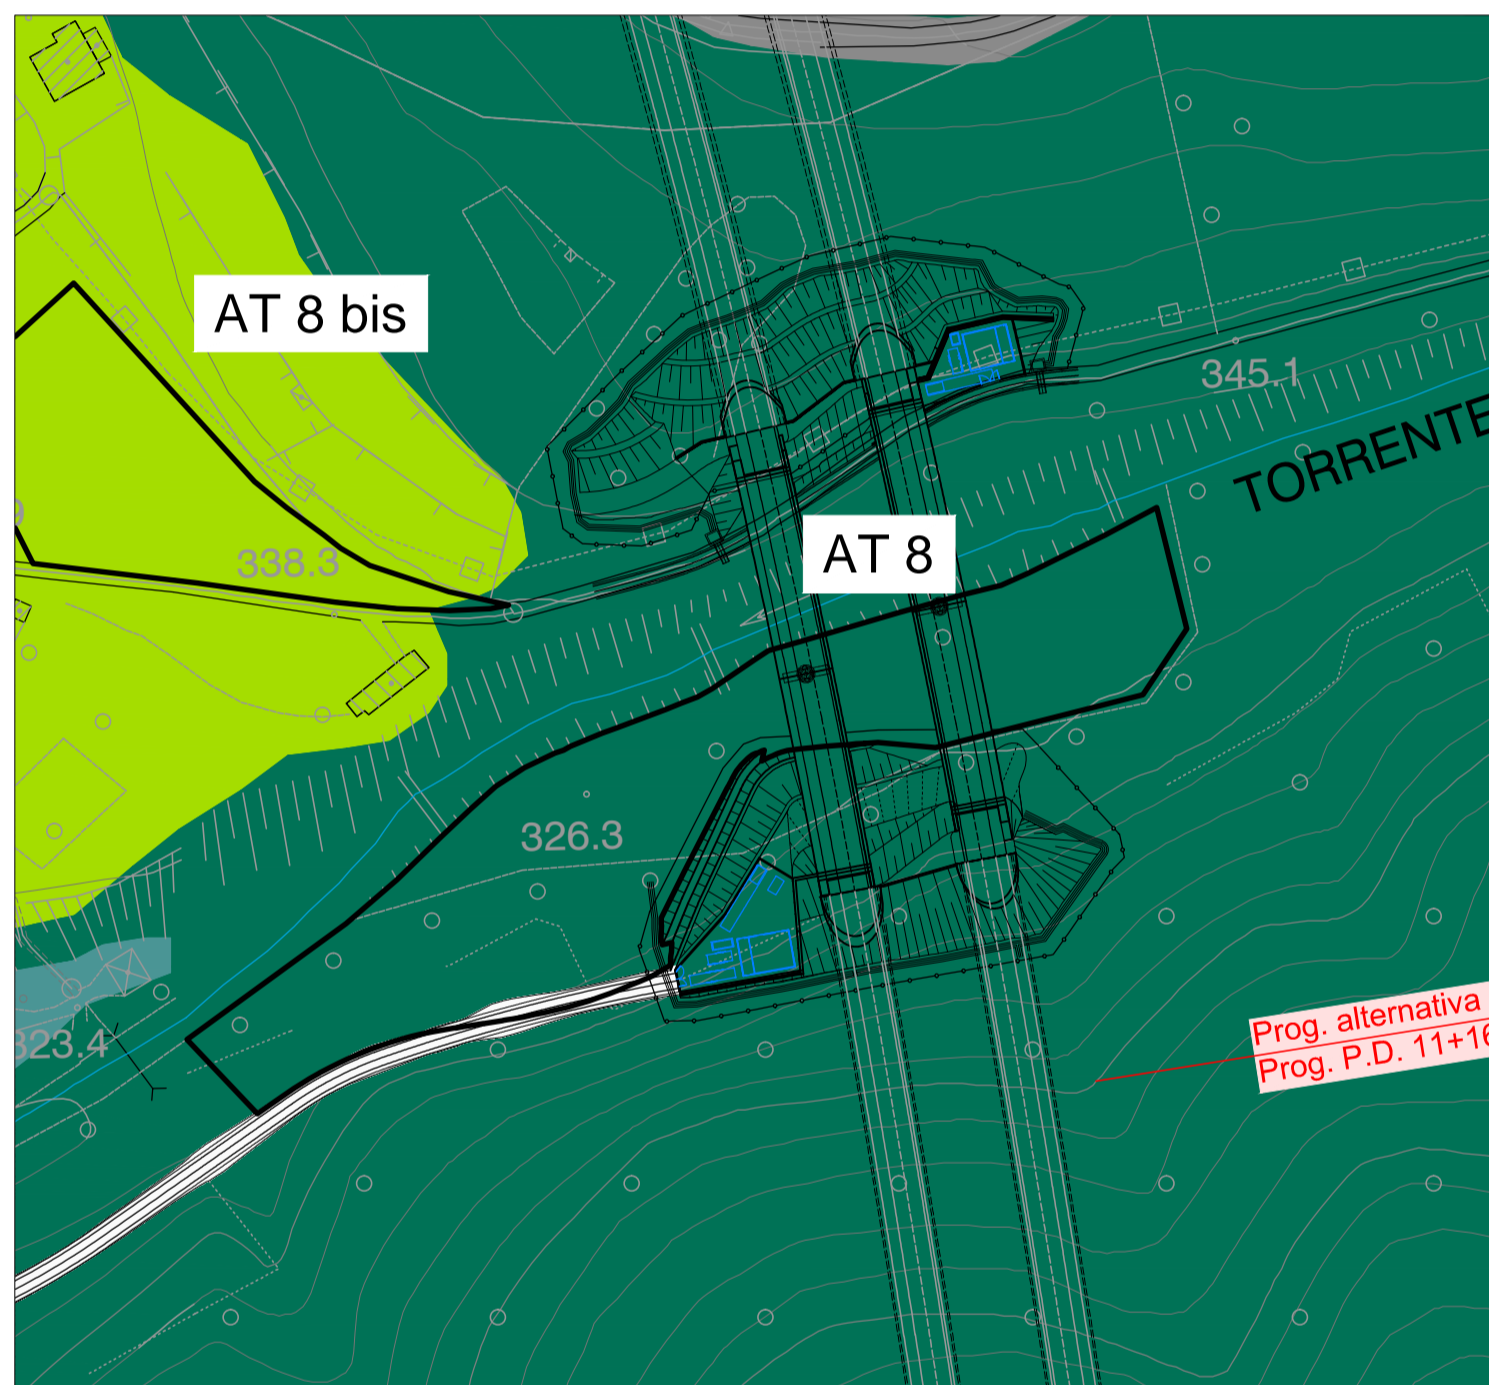 AT 8 bis
345.1
TORRENTE
AT 8
338.3
326.3
323.4
Prog. alternativa
Prog. P.D. 11+16